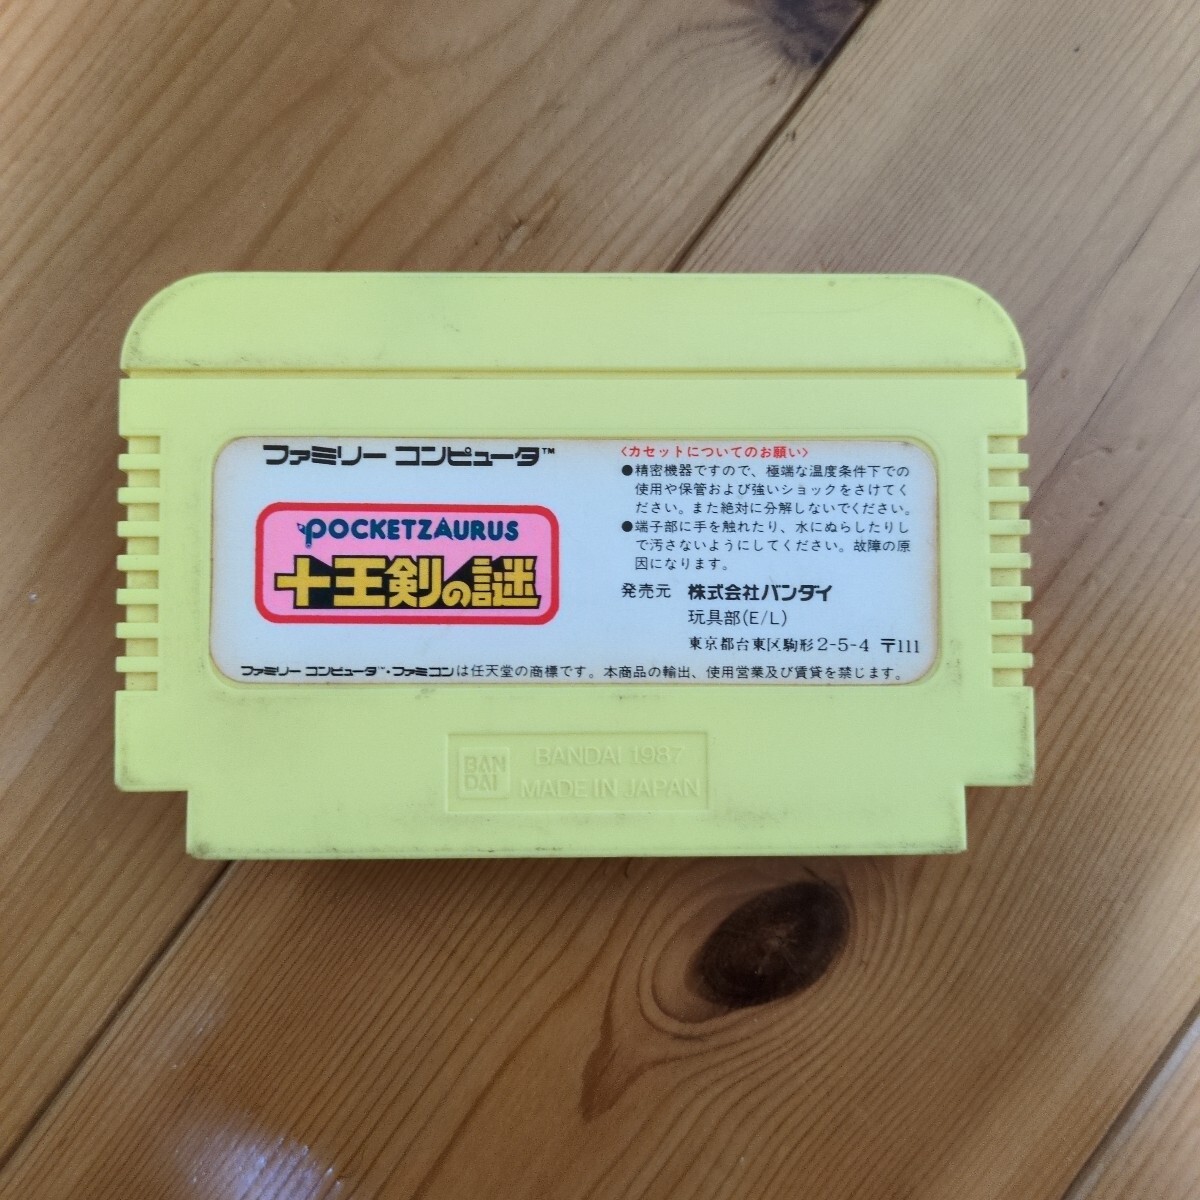 ファミリー コンピュータ™
POCKETZAURUS
十王剣の謎
<カセットについてのお願い>
●精密機器ですので、極端な温度条件下での
使用や保管および強いショックをさけてく
ださい。また絶対に分解しないでください。
●端子部に手を触れたり、水にぬらしたりし
て汚さないようにしてください。故障の原
因になります。
発売元 株式会社バンダイ
玩具部(E/L)
東京都台東区駒形2-5-4 〒111
ファミリー コンピュータ™・ファミコンは任天堂の商標です。本商品の輸出、使用営業及び賃貸を禁じます。
BAN
DAI
BANDAI 1987
MADE IN JAPAN